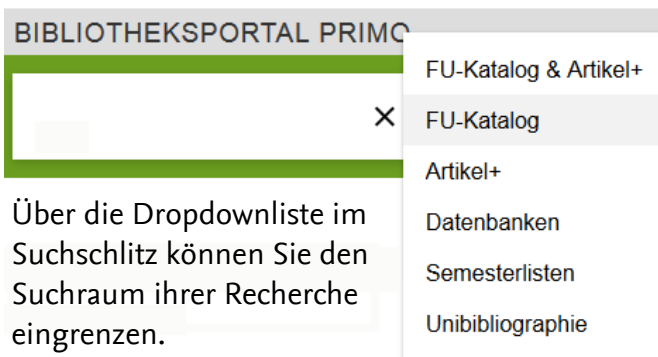 BIBLIOTHEKSPORTAL PRIMO
FU-Katalog & Artikel+
FU-Katalog
Artikel+
Datenbanken
Semesterlisten
Unibibliographie
Über die Dropdownliste im
Suchschlitz können Sie den
Suchraum ihrer Recherche
eingrenzen.